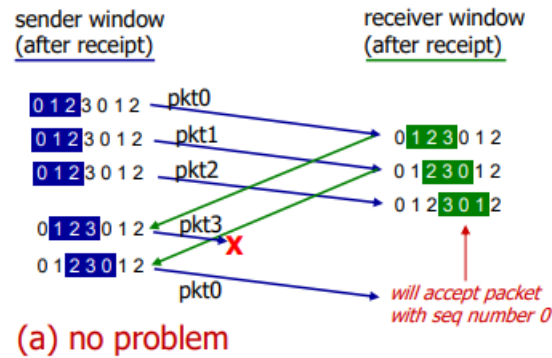 sender window
(after receipt)
receiver window
(after receipt)
0 1 2 3 0 1 2
pkt0
0 1 2 3 0 1 2
pkt1
0 1 2 3 0 1 2
0 1 2 3 0 1 2
pkt2
0 1 2 3 0 1 2
0 1 2 3 0 1 2
0 1 2 3 0 1 2
pkt3
X
0 1 2 3 0 1 2
pkt0
will accept packet
with seq number 0
(a) no problem